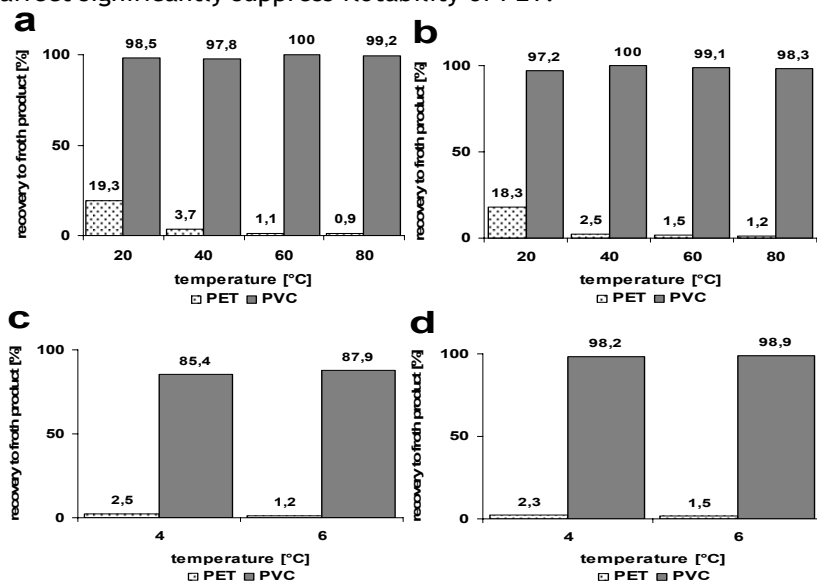 significantly suppress of PET.
a
recovery to froth product [%]
100
50
0
98,5 97,8 100 99,2
19,3 3,7 1,1 0,9
20 40 60 80
temperature [°C]
PET PVC
b
recovery to froth product [%]
100
50
0
97,2 100 99,1 98,3
18,3 2,5 1,5 1,2
20 40 60 80
temperature [°C]
PET PVC
c
recovery to froth product [%]
100
50
0
85,4 87,9
2,5 1,2
4 6
temperature [°C]
PET PVC
d
recovery to froth product [%]
100
50
0
98,2 98,9
2,3 1,5
4 6
temperature [°C]
PET PVC